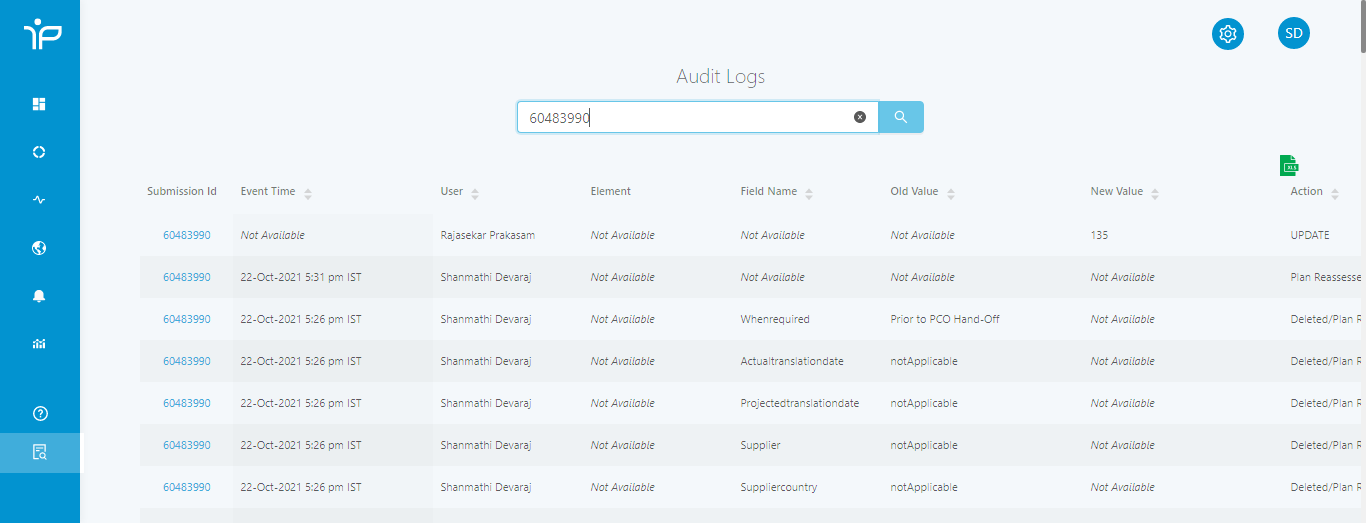 SD
Audit Logs
60483990
XLS
Submission Id Event Time User Element Field Name Old Value New Value Action
60483990 Not Available Rajasekar Prakasam Not Available Not Available Not Available 135 UPDATE
60483990 22-Oct-2021 5:31 pm IST Shanmathi Devaraj Not Available Not Available Not Available Not Available Plan Reassesse
60483990 22-Oct-2021 5:26 pm IST Shanmathi Devaraj Not Available Whenrequired Prior to PCO Hand-Off Not Available Deleted/Plan R
60483990 22-Oct-2021 5:26 pm IST Shanmathi Devaraj Not Available Actualtranslationdate notApplicable Not Available Deleted/Plan R
60483990 22-Oct-2021 5:26 pm IST Shanmathi Devaraj Not Available Projectedtranslationdate notApplicable Not Available Deleted/Plan R
60483990 22-Oct-2021 5:26 pm IST Shanmathi Devaraj Not Available Supplier notApplicable Not Available Deleted/Plan R
60483990 22-Oct-2021 5:26 pm IST Shanmathi Devaraj Not Available Suppliercountry notApplicable Not Available Deleted/Plan R